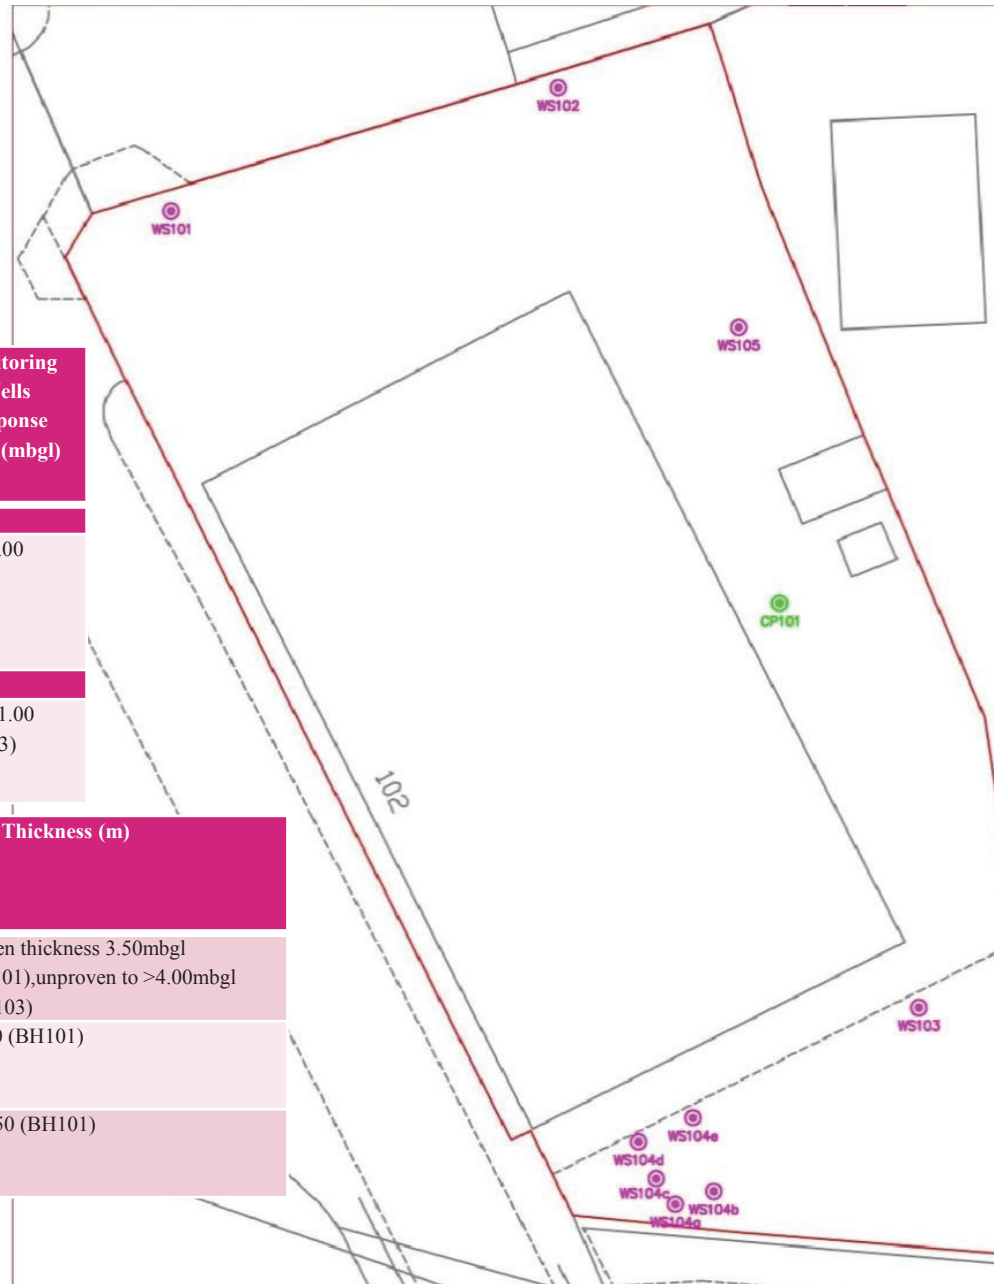 WS102
WS101
WS105
toring
ells
ponse
(mbgl)
.00
1.00
3)
CP101
102
Thickness (m)
en thickness 3.50mbgl
01),unproven to >4.00mbgl
103)
0 (BH101)
50 (BH101)
WS103
WS104e
WS104d
WS104c
WS104b
WS104a